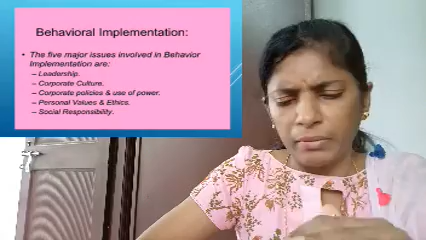 Behavioral Implementation:
• The five major issues involved in Behavior
Implementation are:
– Leadership.
– Corporate Culture.
– Corporate policies & use of power.
– Personal Values & Ethics.
– Social Responsibility.